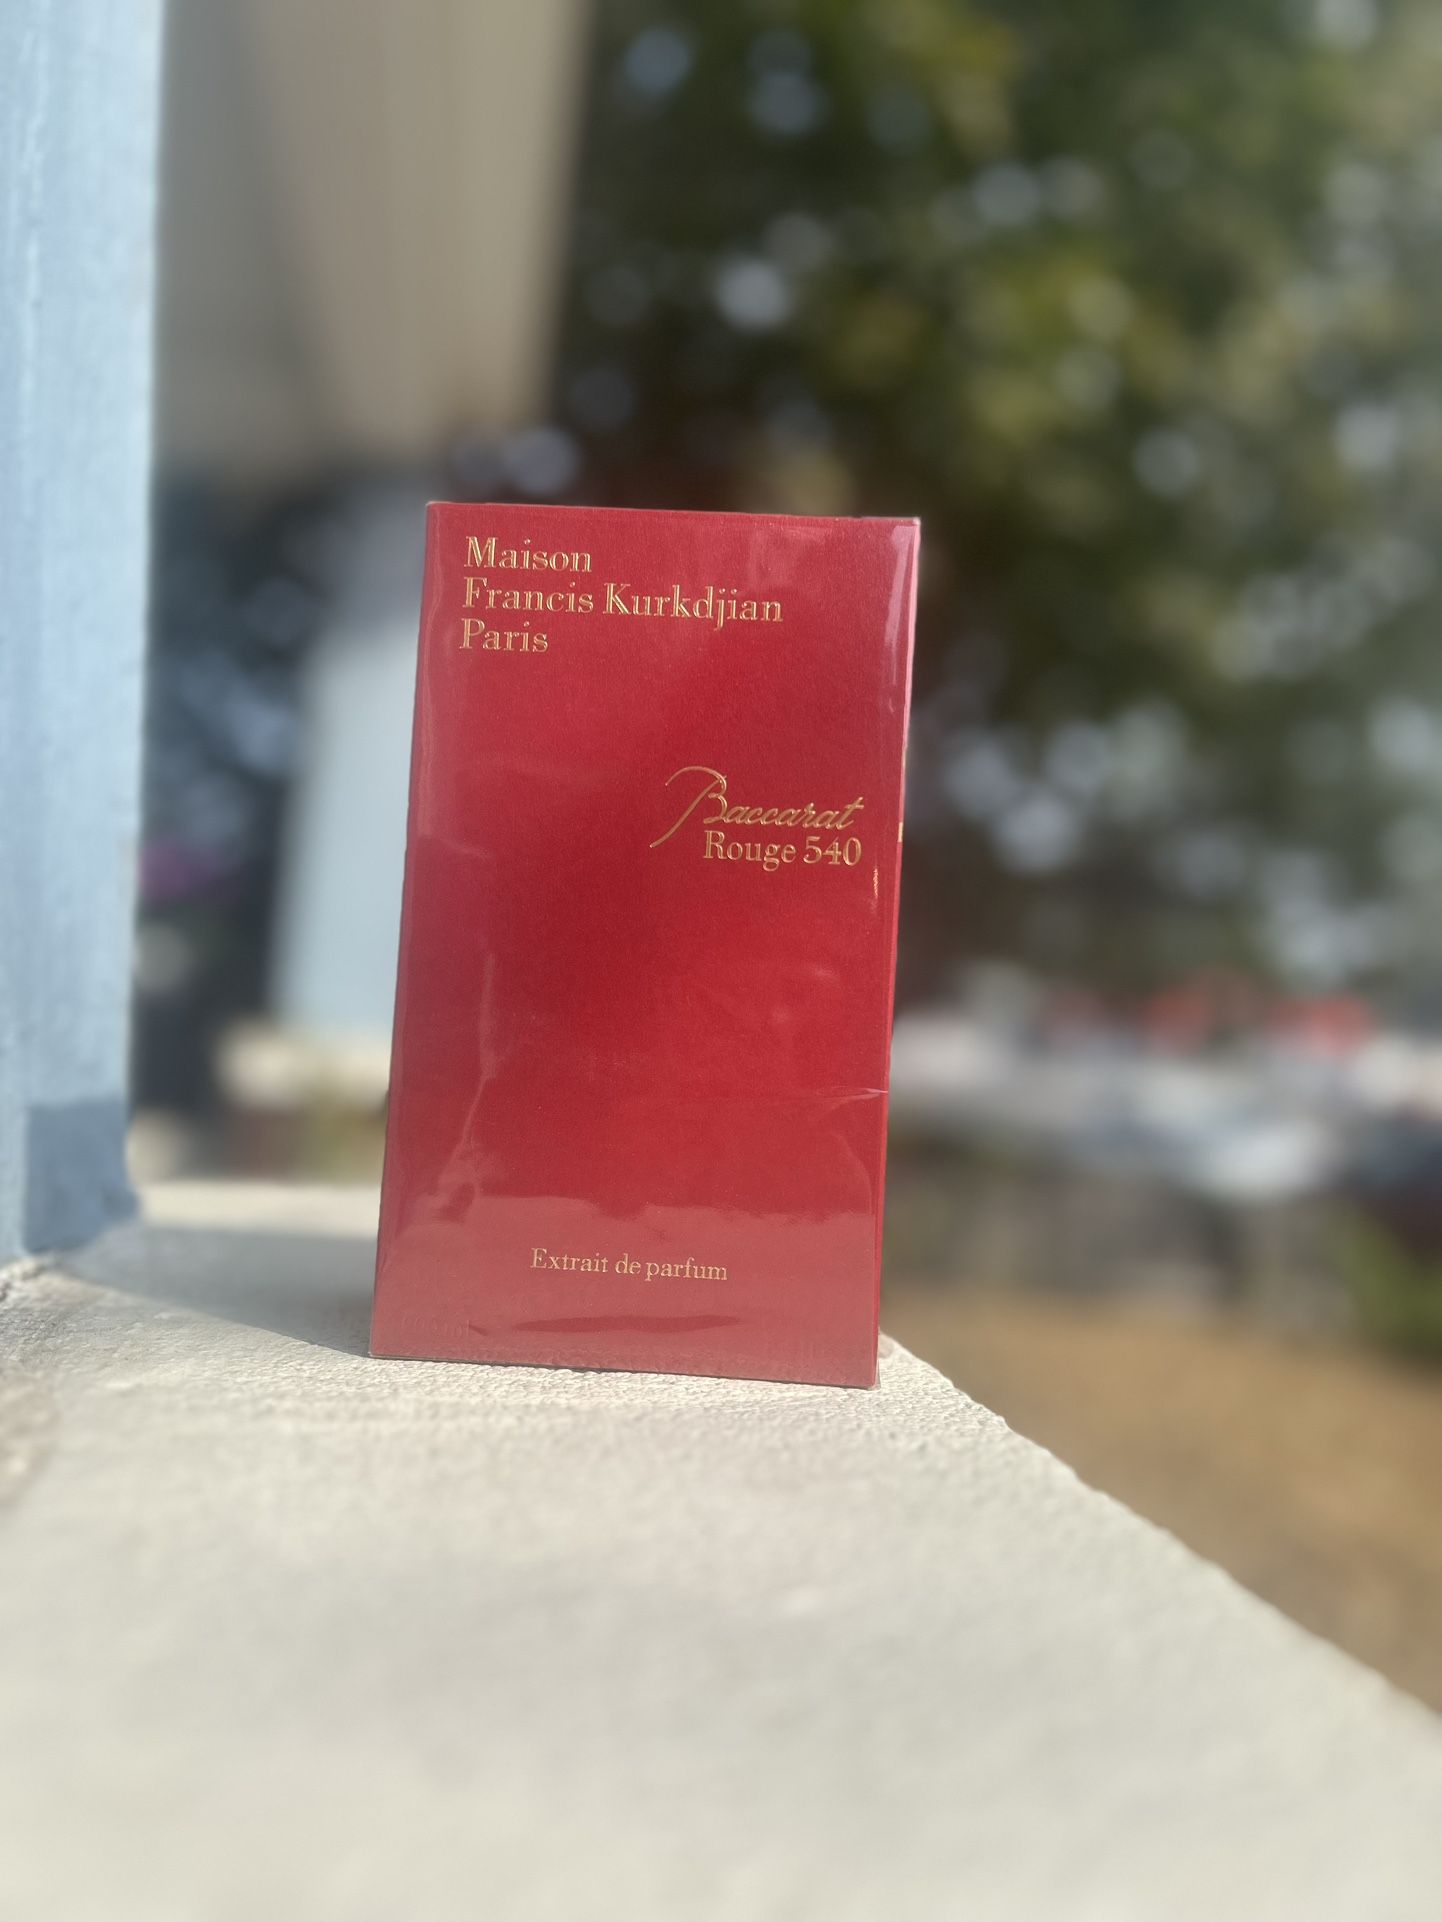 Maison
Francis Kurkdjian
Paris
Baccarat
Rouge 540
Extrait de parfum